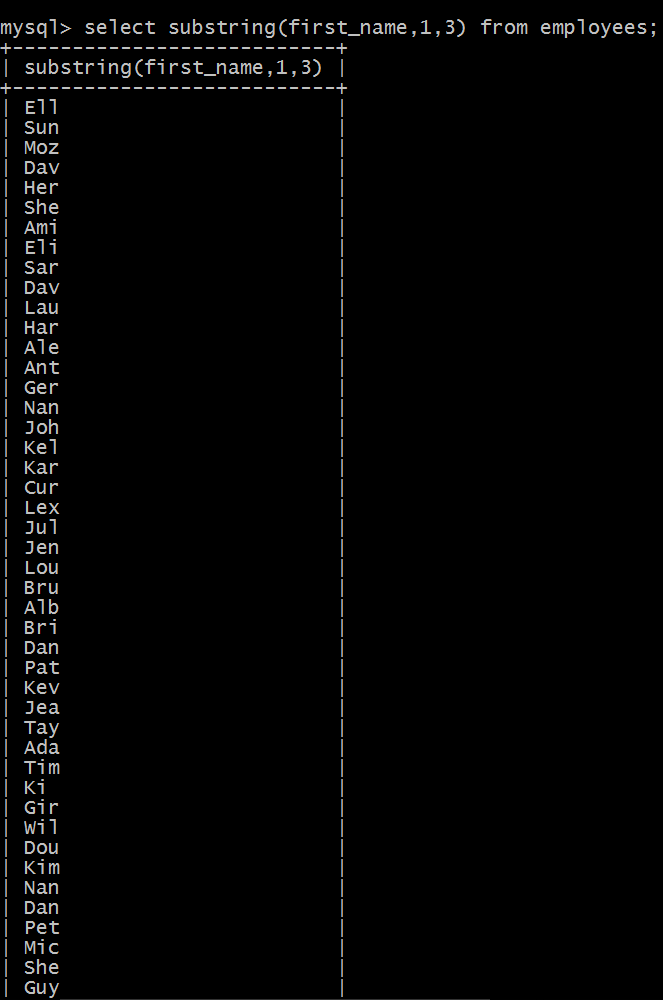 mysql> select substring(first_name,1,3) from employees;
+---------------------------+
| substring(first_name,1,3) |
+---------------------------+
| Ell                       |
| Sun                       |
| Moz                       |
| Dav                       |
| Her                       |
| She                       |
| Ami                       |
| Eli                       |
| Sar                       |
| Dav                       |
| Lau                       |
| Har                       |
| Ale                       |
| Ant                       |
| Ger                       |
| Nan                       |
| Joh                       |
| Kel                       |
| Kar                       |
| Cur                       |
| Lex                       |
| Jul                       |
| Jen                       |
| Lou                       |
| Bru                       |
| Alb                       |
| Bri                       |
| Dan                       |
| Pat                       |
| Kev                       |
| Jea                       |
| Tay                       |
| Ada                       |
| Tim                       |
| Ki                        |
| Gir                       |
| Wil                       |
| Dou                       |
| Kim                       |
| Nan                       |
| Dan                       |
| Pet                       |
| Mic                       |
| She                       |
| Guy                       |